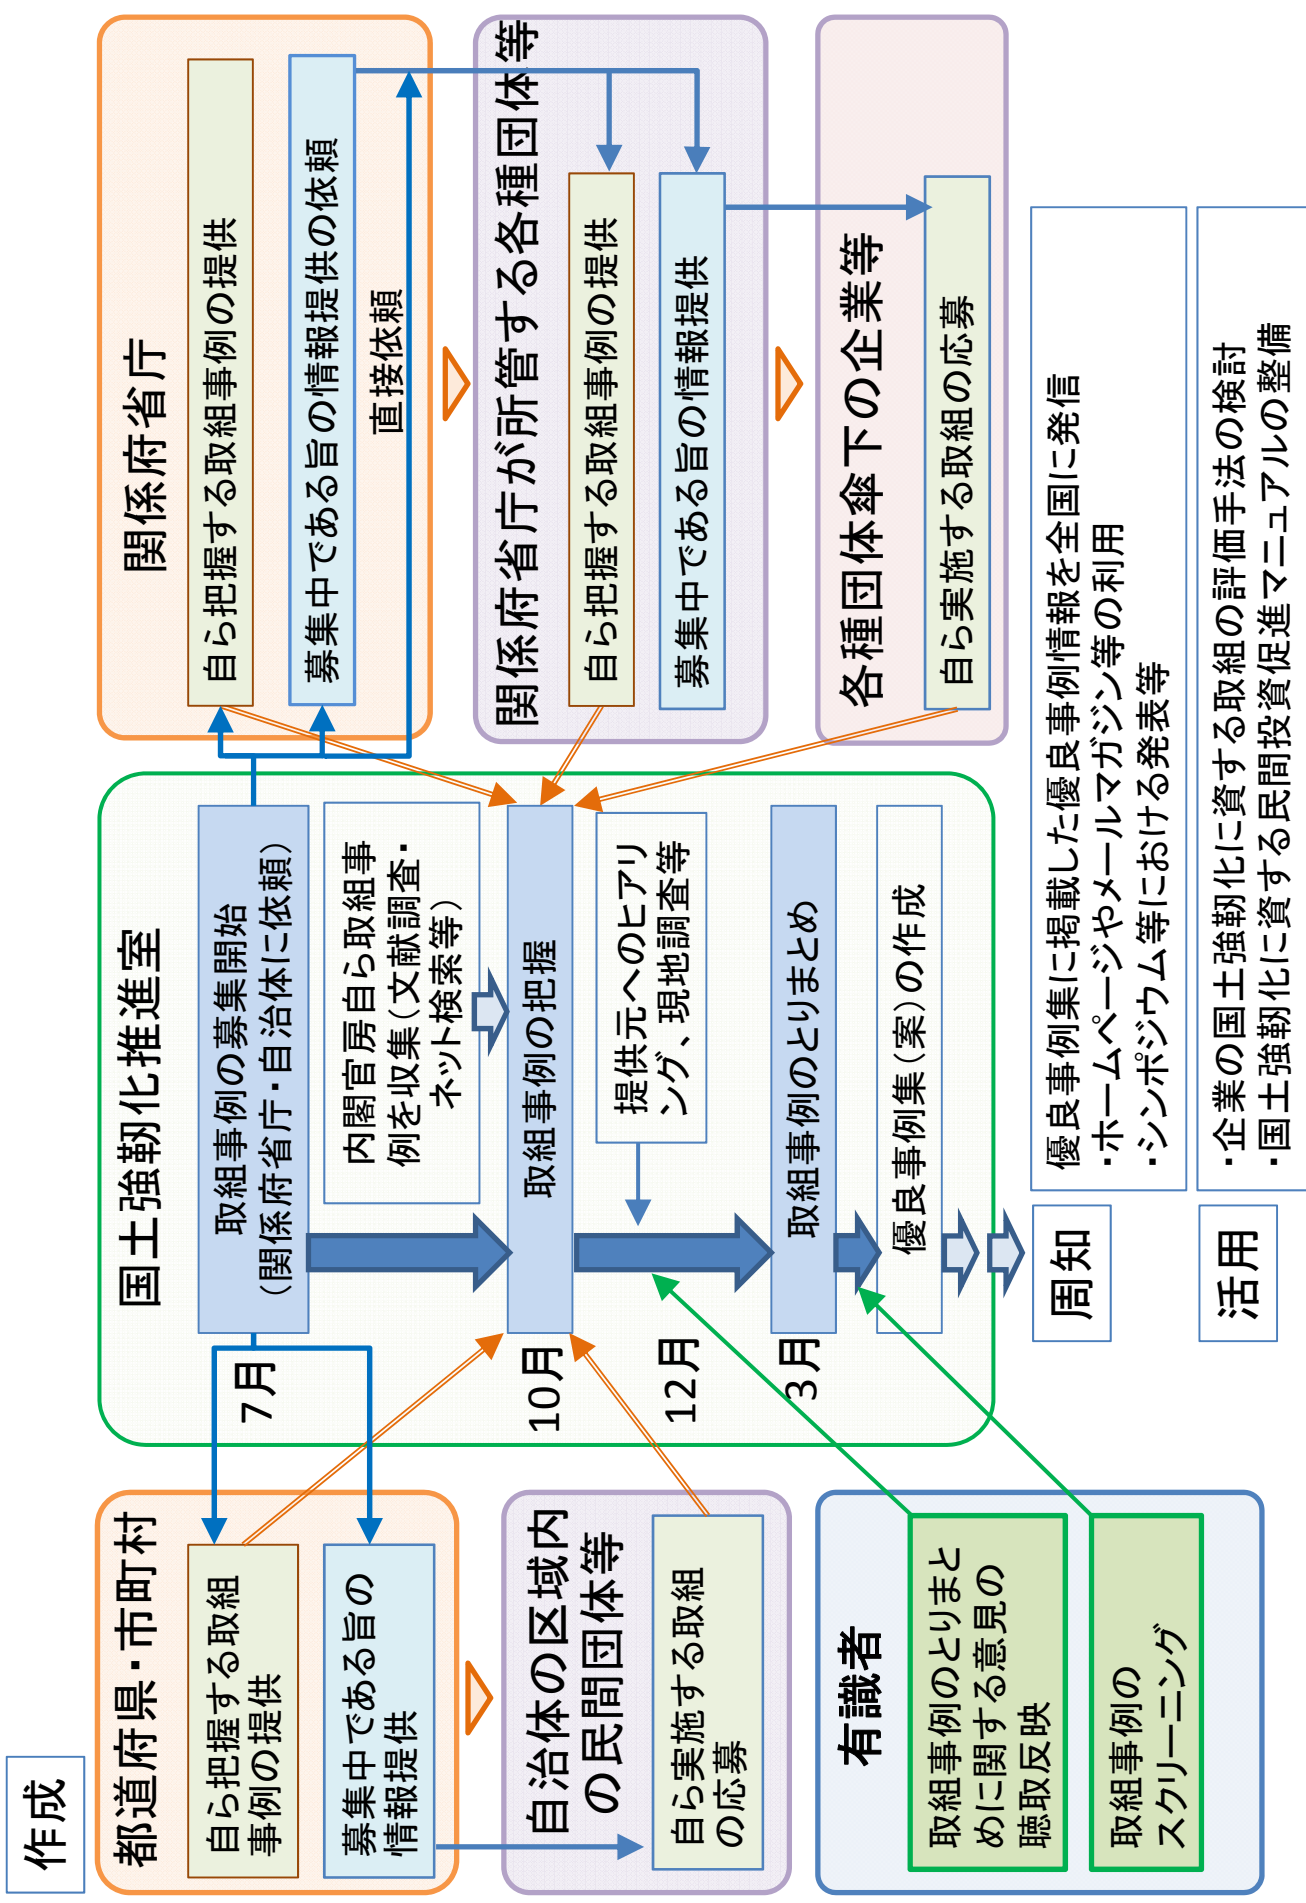 作成
都道府県・市町村
自ら把握する取組
事例の提供
募集中である旨の
情報提供
自治体の区域内
の民間団体等
自ら実施する取組
の応募
有識者
取組事例のとりまと
めに関する意見の
聴取反映
取組事例の
スクリーニング
国土強靱化推進室
7月
取組事例の募集開始
（関係府省庁・自治体に依頼）
内閣官房自ら取組事
例を収集（文献調査・
ネット検索等）
10月
取組事例の把握
12月
提供元へのヒアリ
ング、現地調査等
3月
取組事例のとりまとめ
優良事例集（案）の作成
関係府省庁
自ら把握する取組事例の提供
募集中である旨の情報提供の依頼
直接依頼
関係府省庁が所管する各種団体等
自ら把握する取組事例の提供
募集中である旨の情報提供
各種団体傘下の企業等
自ら実施する取組の応募
周知
優良事例集に掲載した優良事例情報を全国に発信
・ホームページやメールマガジン等の利用
・シンポジウム等における発表等
活用
・企業の国土強靱化に資する取組の評価手法の検討
・国土強靱化に資する民間投資促進マニュアルの整備